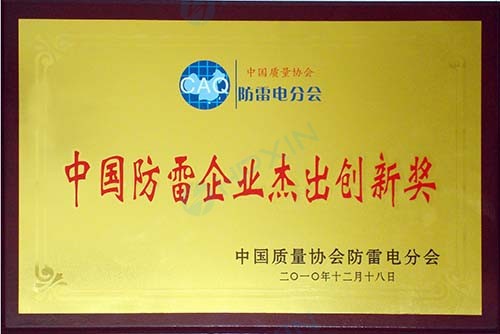 中国质量协会
CAQ
防雷电分会
中国防雷企业杰出创新奖
中国质量协会防雷电分会
二〇一〇年十二月十八日